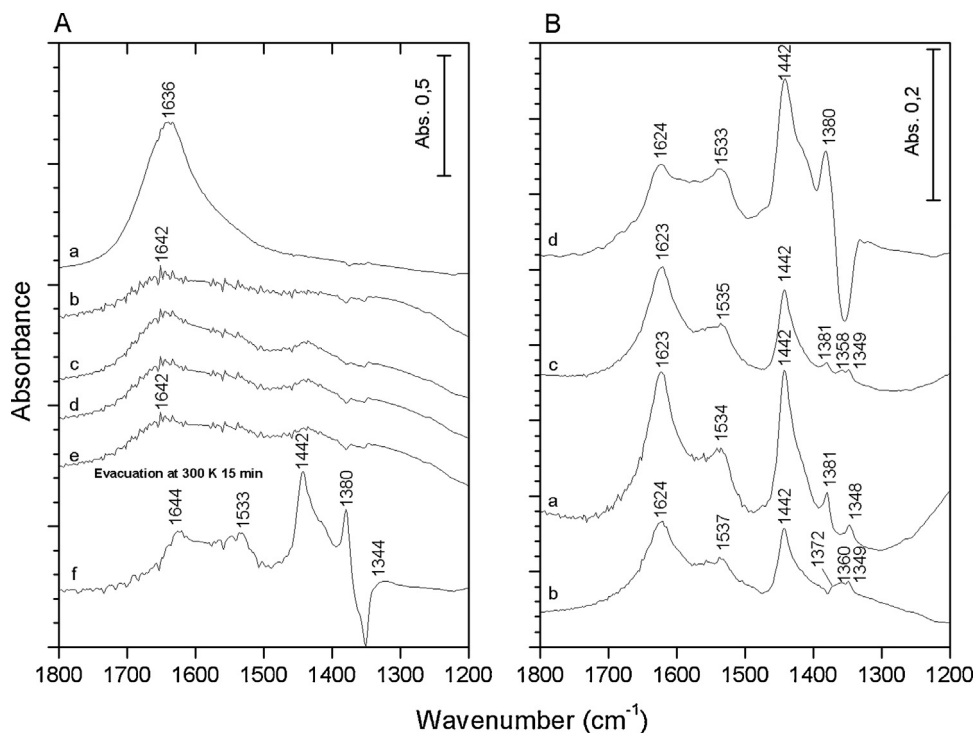 A
B
Absorbance
Abs. 0,5
1636
a
1642
b
c
d
1642
e
Evacuation at 300 K 15 min
1644
1533
1442
1380
1344
f
1800 1700 1600 1500 1400 1300 1200
Abs. 0,2
1624
1533
1442
1380
d
1623
1535
1442
1381
1358
1349
c
1623
1534
1442
1381
1348
a
1624
1537
1442
1372
1360
1349
b
1800 1700 1600 1500 1400 1300 1200
Wavenumber (cm⁻¹)